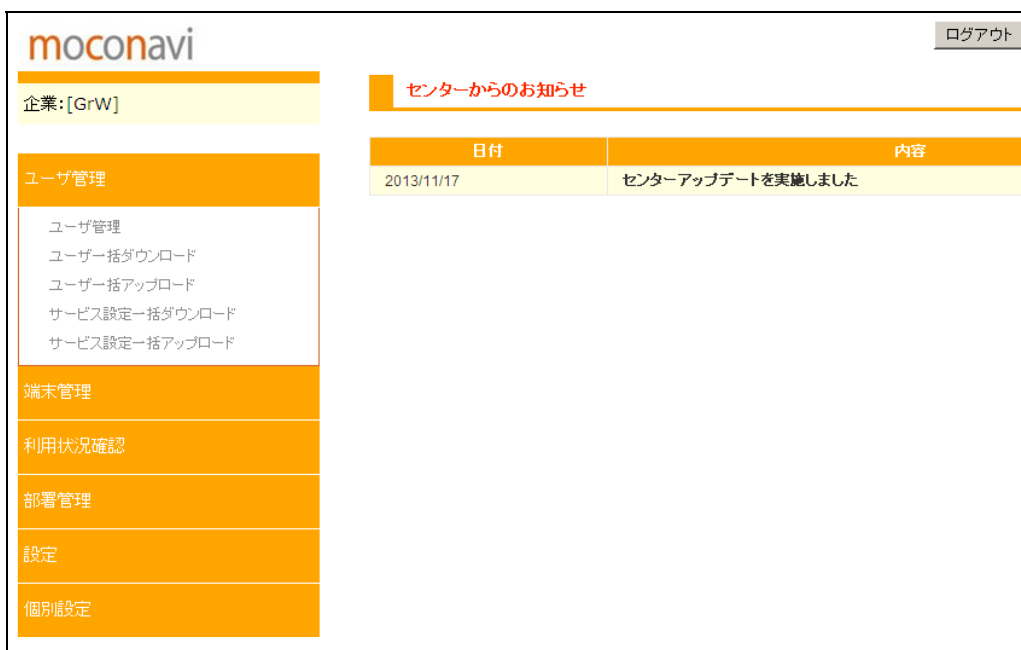 moconavi
ログアウト
企業:[GrW]
センターからのお知らせ
日付 内容
2013/11/17 センターアップデートを実施しました
ユーザ管理
ユーザ管理
ユーザ一括ダウンロード
ユーザ一括アップロード
サービス設定一括ダウンロード
サービス設定一括アップロード
端末管理
利用状況確認
部署管理
設定
個別設定